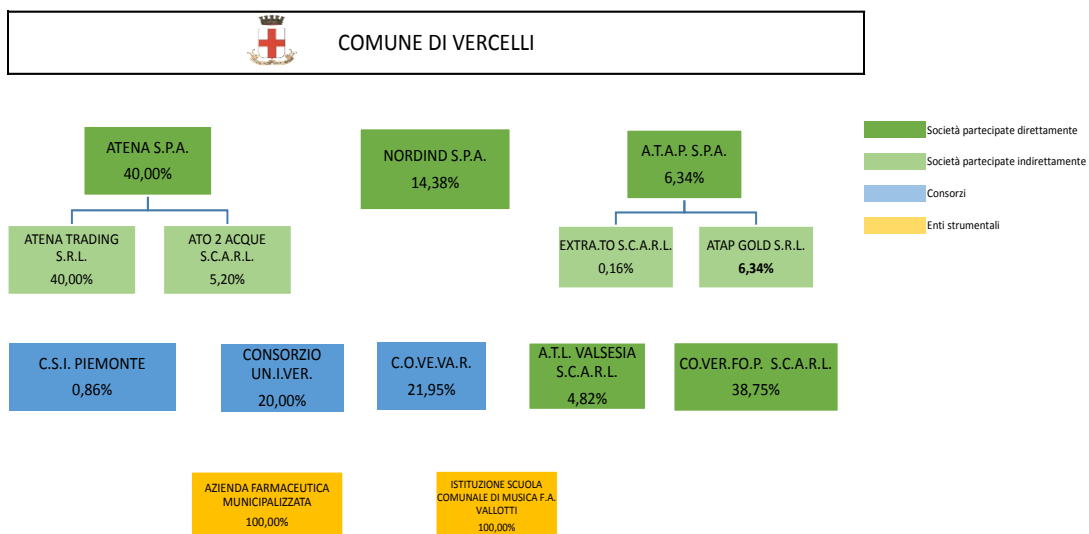 COMUNE DI VERCELLI
ATENA S.P.A.
40,00%
NORDIND S.P.A.
14,38%
A.T.A.P. S.P.A.
6,34%
Società partecipate direttamente
Società partecipate indirettamente
Consorzi
Enti strumentali
ATENA TRADING
S.R.L.
40,00%
ATO 2 ACQUE
S.C.A.R.L.
5,20%
EXTRA.TO S.C.A.R.L.
0,16%
ATAP GOLD S.R.L.
6,34%
C.S.I. PIEMONTE
0,86%
CONSORZIO
UN.I.VER.
20,00%
C.O.VE.VA.R.
21,95%
A.T.L. VALSESIA
S.C.A.R.L.
4,82%
CO.VER.FO.P. S.C.A.R.L.
38,75%
AZIENDA FARMACEUTICA
MUNICIPALIZZATA
100,00%
ISTITUZIONE SCUOLA
COMUNALE DI MUSICA F.A.
VALLOTTI
100,00%